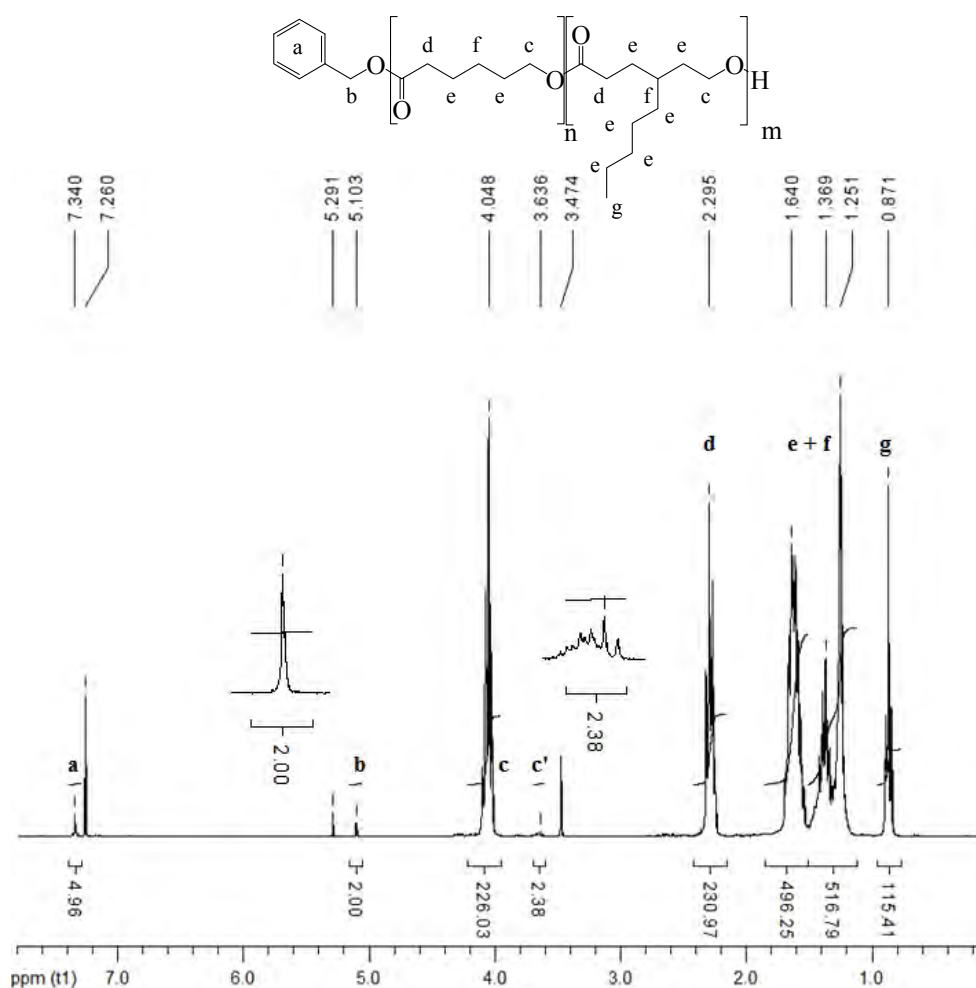 O
a
d
f
c
e
e
O
O
O
H
b
O
e
e
d
f
c
n
e
e
m
e
e
e
g
7.340
7.260
5.291
5.103
4.048
3.636
3.474
2.295
1.640
1.369
1.251
0.871
d
e + f
g
2.00
2.38
a
b
c
c'
4.96
2.00
226.03
2.38
230.97
496.25
516.79
115.41
ppm (t1)
7.0
6.0
5.0
4.0
3.0
2.0
1.0